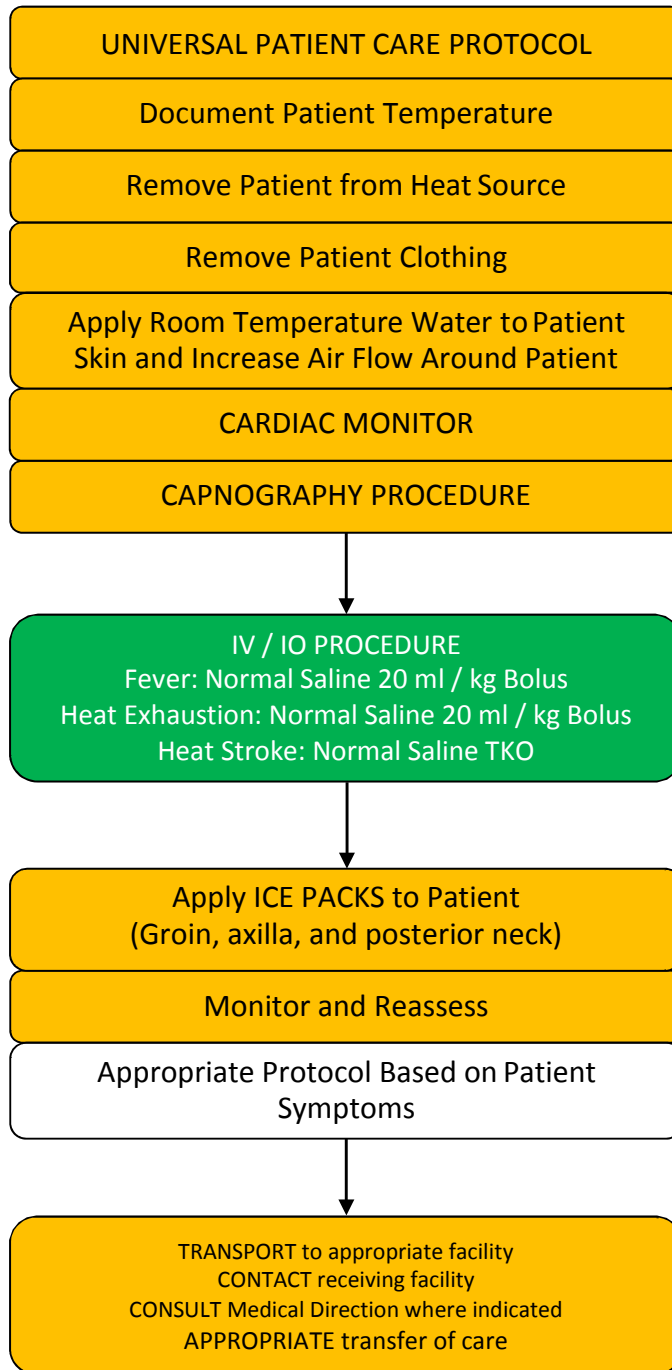 UNIVERSAL PATIENT CARE PROTOCOL
Document Patient Temperature
Remove Patient from Heat Source
Remove Patient Clothing
Apply Room Temperature Water to Patient
Skin and Increase Air Flow Around Patient
CARDIAC MONITOR
CAPNOGRAPHY PROCEDURE
IV / IO PROCEDURE
Fever: Normal Saline 20 ml / kg Bolus
Heat Exhaustion: Normal Saline 20 ml / kg Bolus
Heat Stroke: Normal Saline TKO
Apply ICE PACKS to Patient
(Groin, axilla, and posterior neck)
Monitor and Reassess
Appropriate Protocol Based on Patient
Symptoms
TRANSPORT to appropriate facility
CONTACT receiving facility
CONSULT Medical Direction where indicated
APPROPRIATE transfer of care